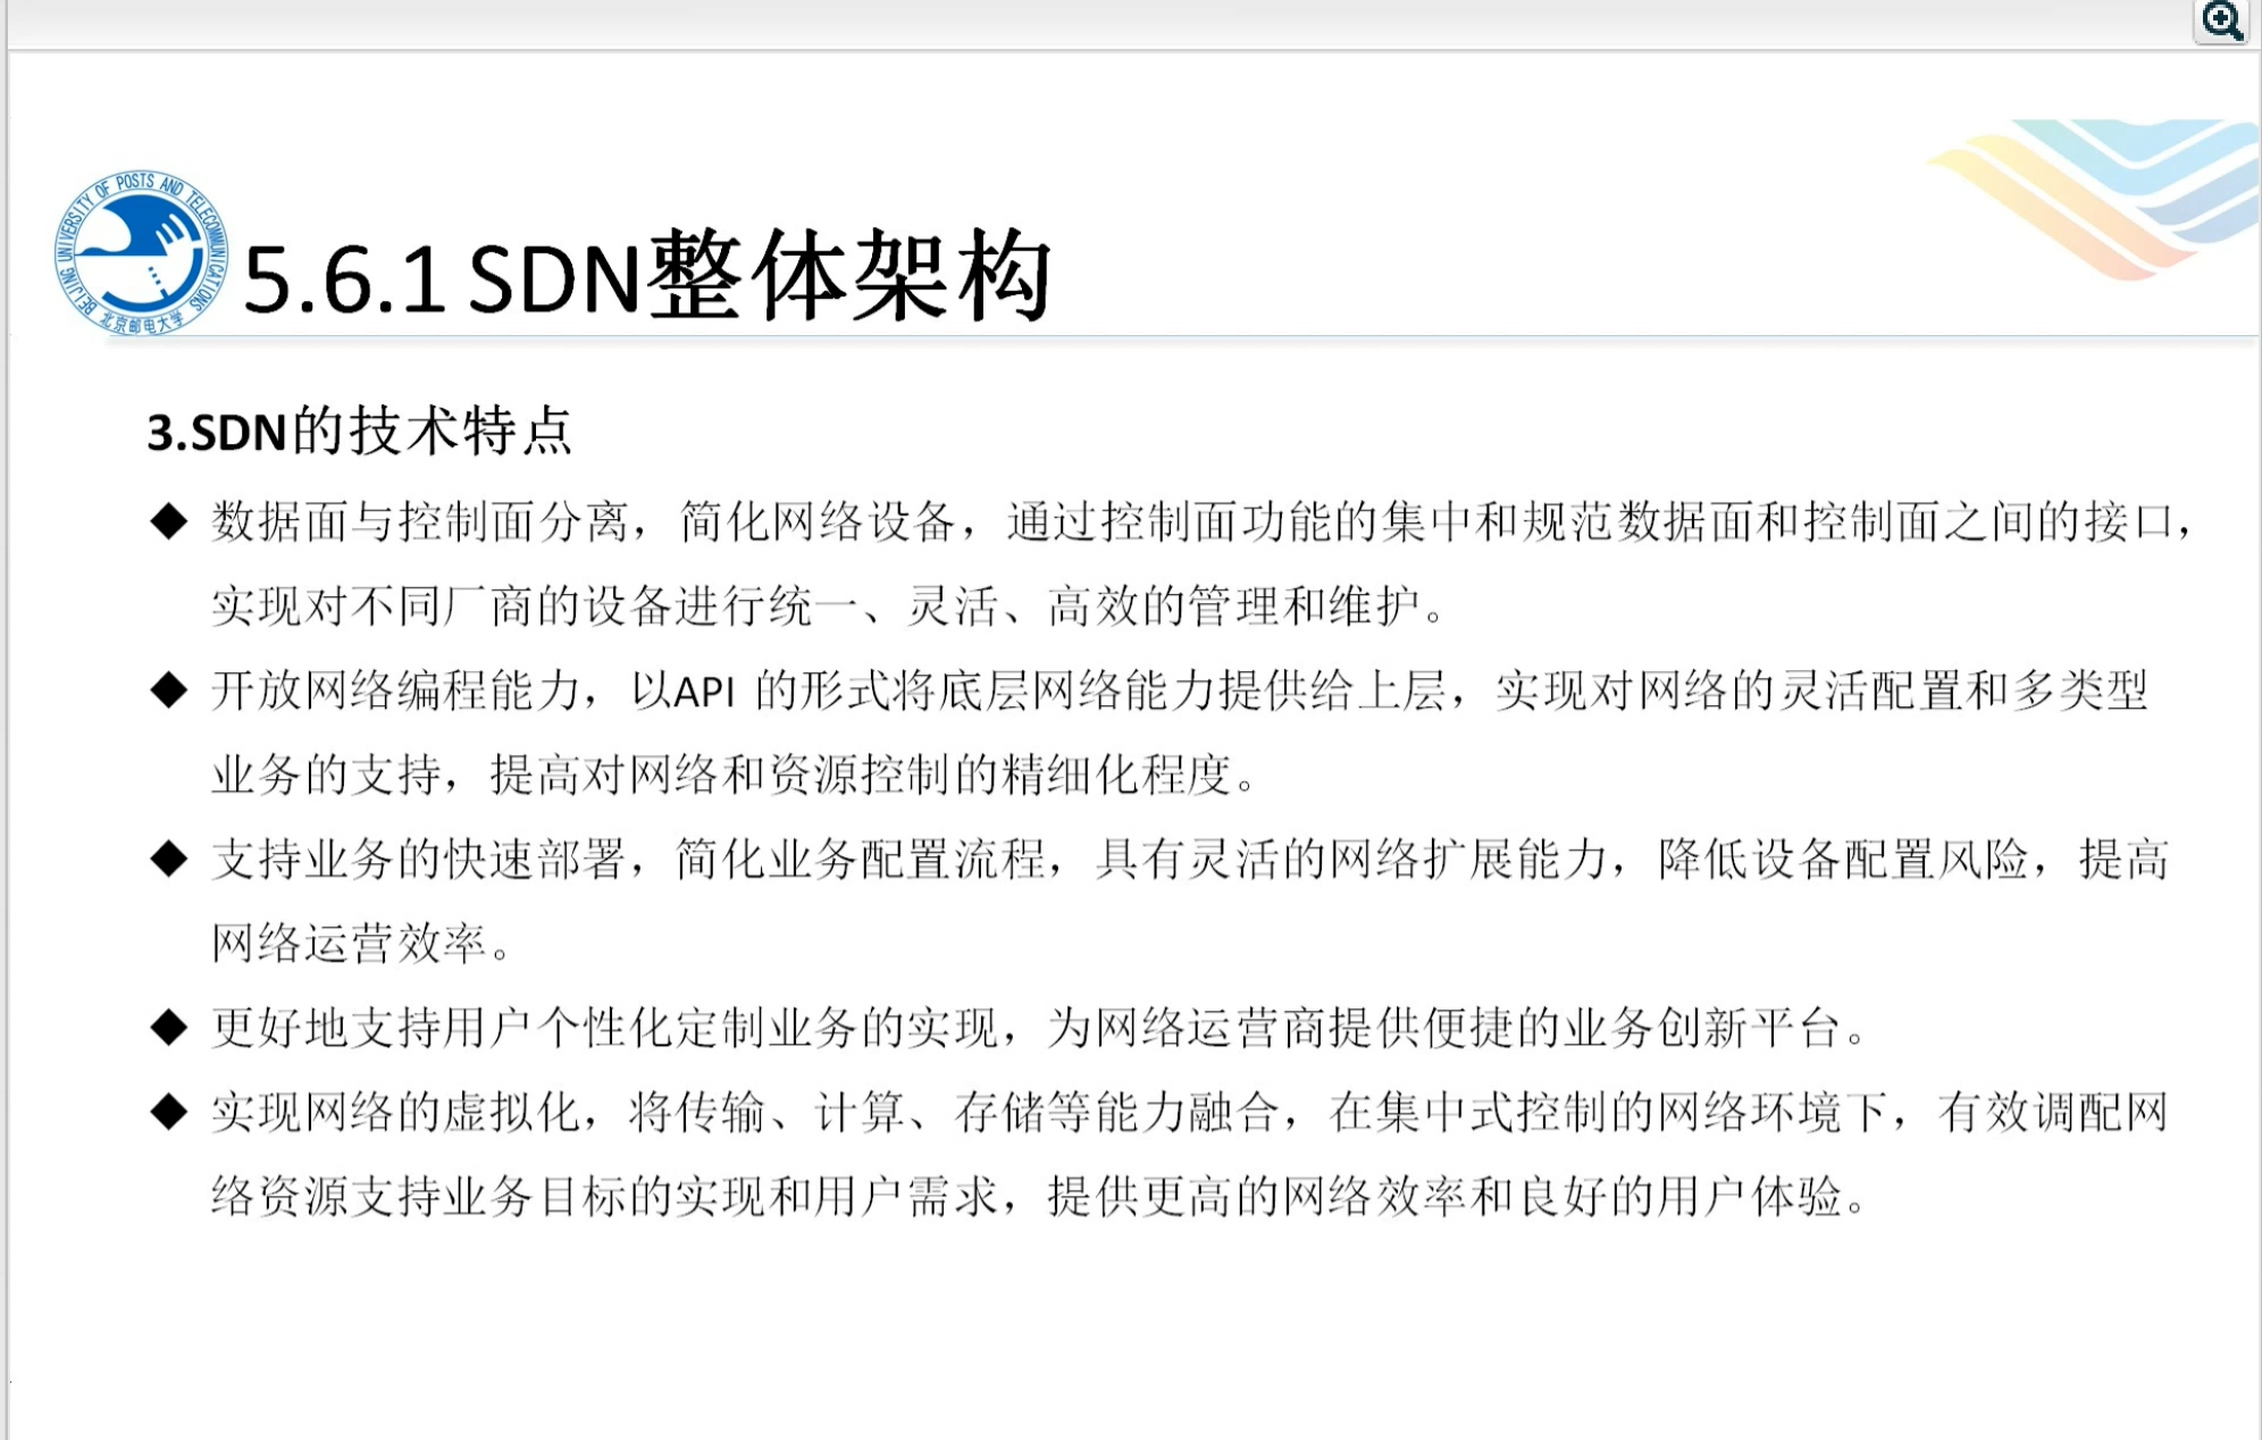 BEIJING UNIVERSITY OF POSTS AND TELECOMMUNICATIONS
北京邮电大学
5.6.1 SDN整体架构
3.SDN的技术特点
◆ 数据面与控制面分离，简化网络设备，通过控制面功能的集中和规范数据面和控制面之间的接口，
实现对不同厂商的设备进行统一、灵活、高效的管理和维护。
◆ 开放网络编程能力，以API 的形式将底层网络能力提供给上层，实现对网络的灵活配置和多类型
业务的支持，提高对网络和资源控制的精细化程度。
◆ 支持业务的快速部署，简化业务配置流程，具有灵活的网络扩展能力，降低设备配置风险，提高
网络运营效率。
◆ 更好地支持用户个性化定制业务的实现，为网络运营商提供便捷的业务创新平台。
◆ 实现网络的虚拟化，将传输、计算、存储等能力融合，在集中式控制的网络环境下，有效调配网
络资源支持业务目标的实现和用户需求，提供更高的网络效率和良好的用户体验。